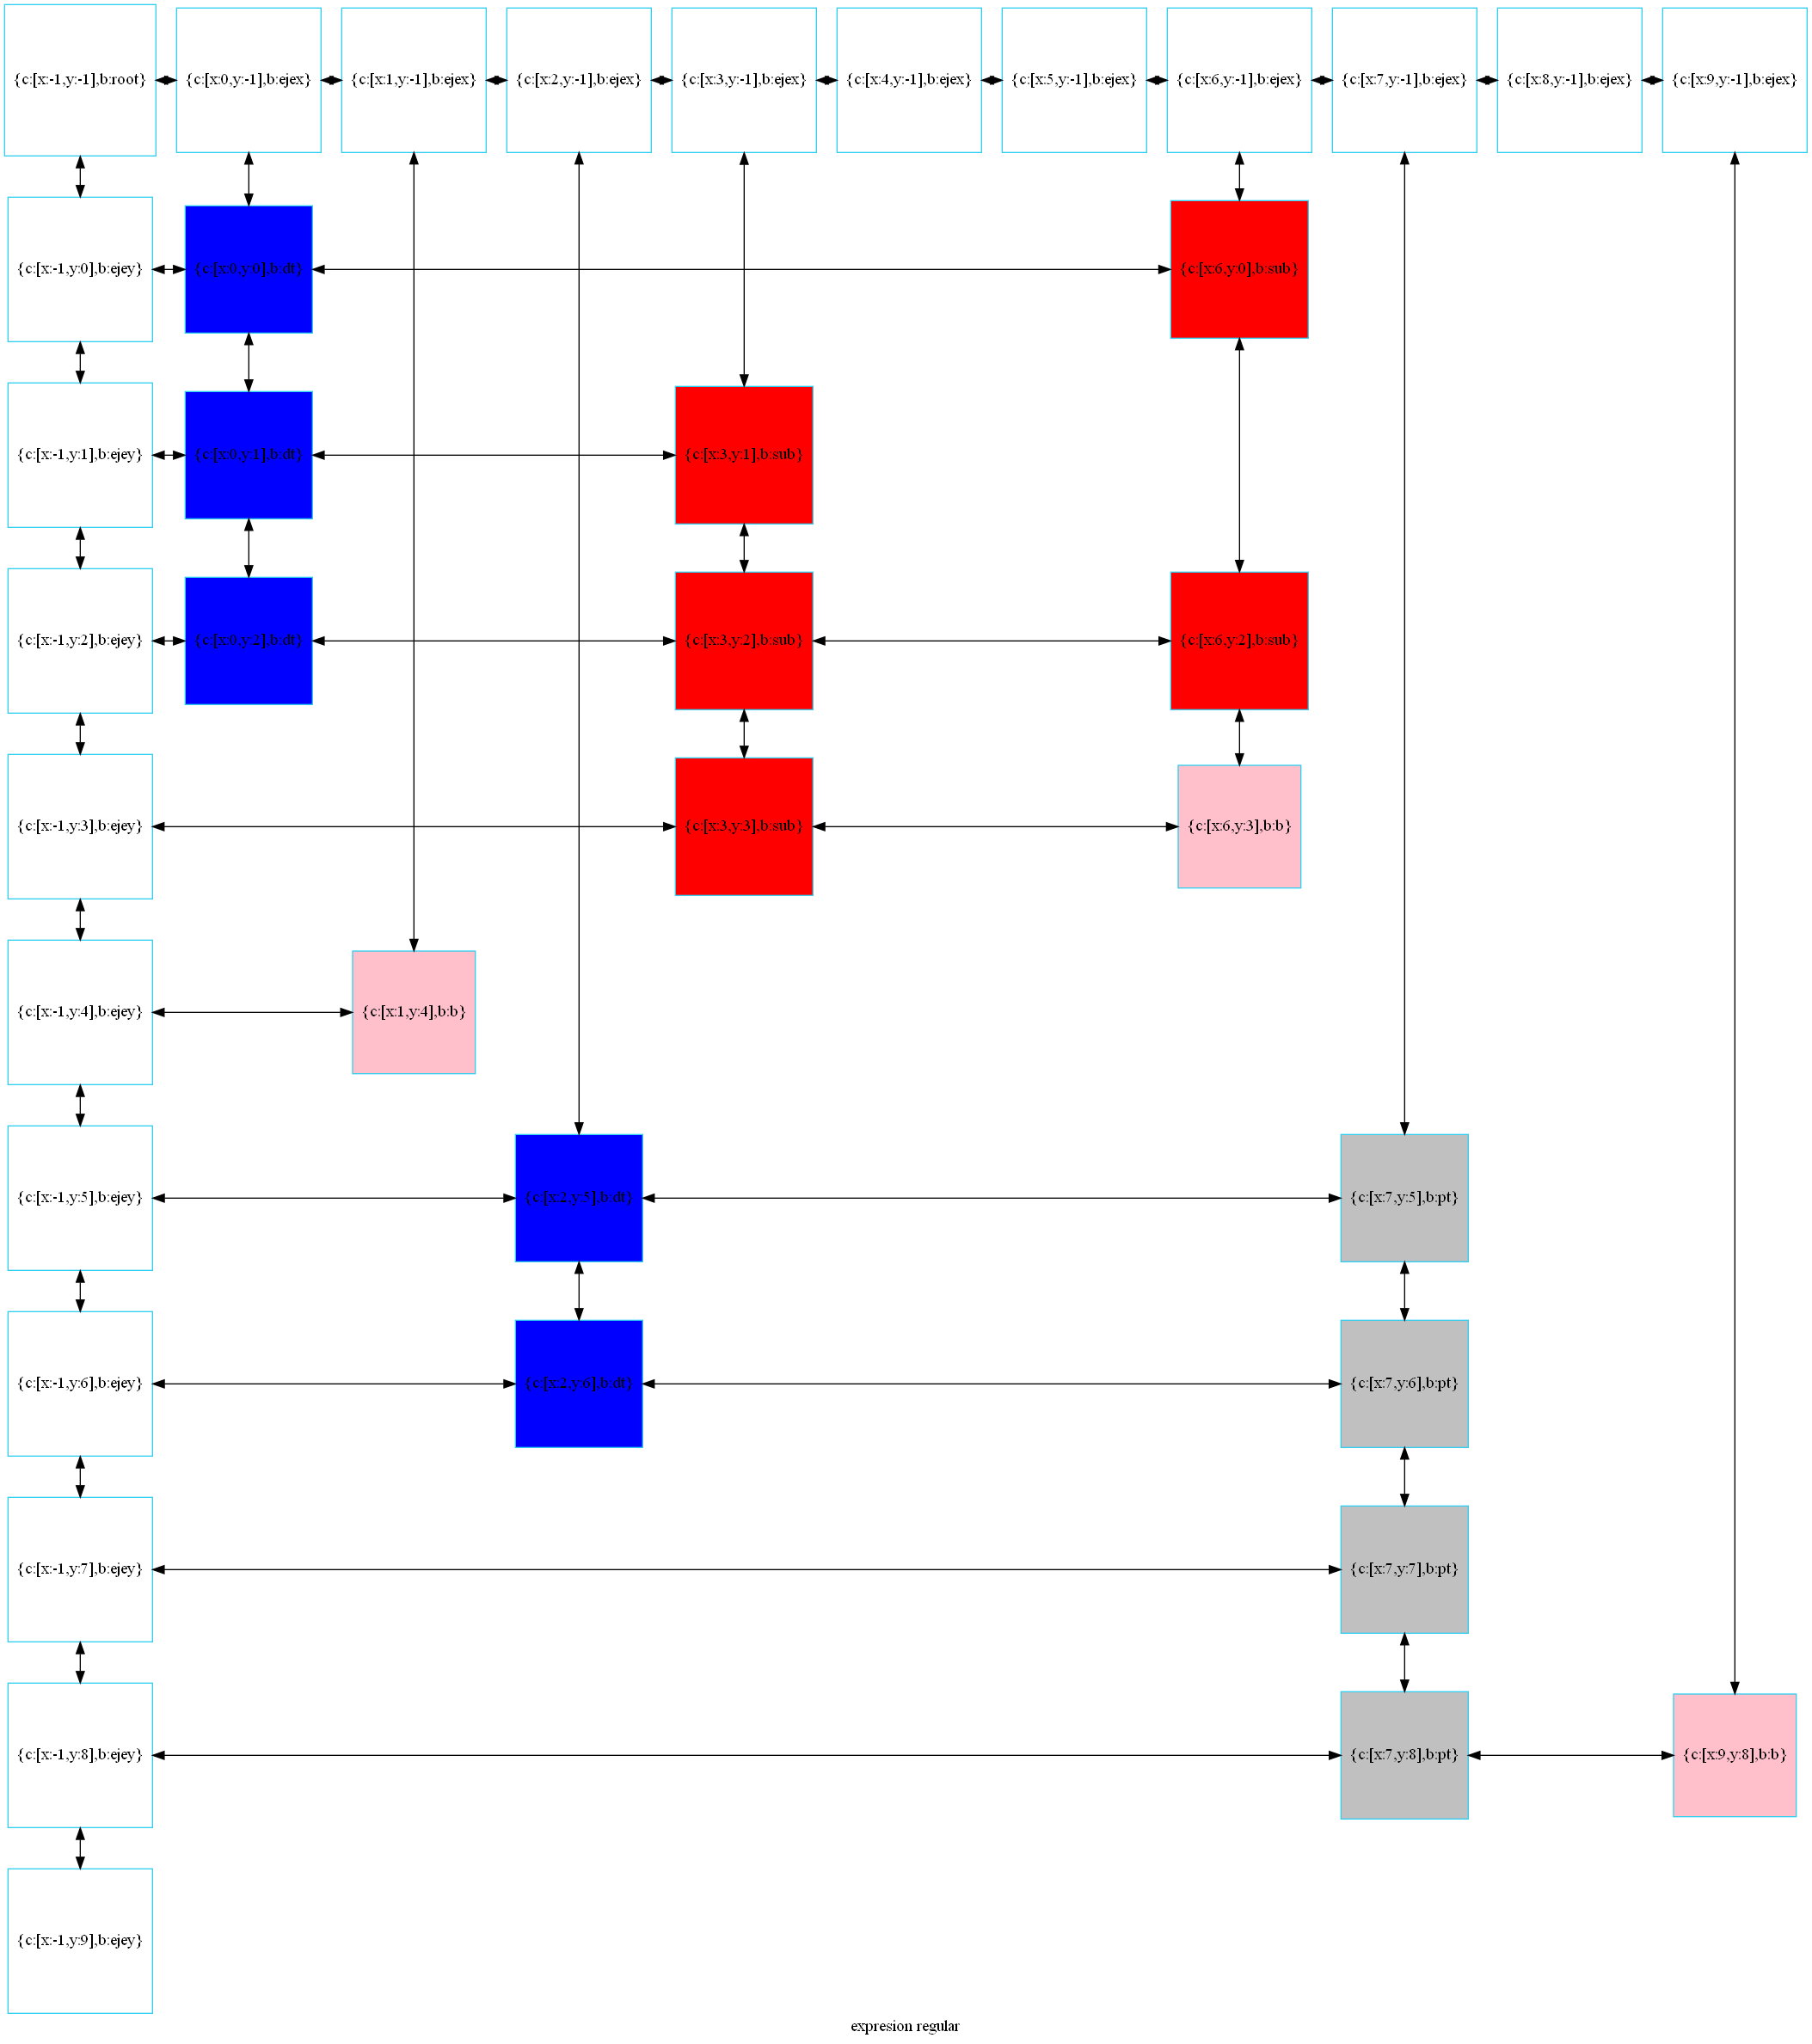 {c:[x:-1,y:-1],b:root} {c:[x:0,y:-1],b:ejex} {c:[x:1,y:-1],b:ejex} {c:[x:2,y:-1],b:ejex} {c:[x:3,y:-1],b:ejex} {c:[x:4,y:-1],b:ejex} {c:[x:5,y:-1],b:ejex} {c:[x:6,y:-1],b:ejex} {c:[x:7,y:-1],b:ejex} {c:[x:8,y:-1],b:ejex} {c:[x:9,y:-1],b:ejex}
{c:[x:-1,y:0],b:ejey} {c:[x:0,y:0],b:dt} {c:[x:6,y:0],b:sub}
{c:[x:-1,y:1],b:ejey} {c:[x:0,y:1],b:dt} {c:[x:3,y:1],b:sub}
{c:[x:-1,y:2],b:ejey} {c:[x:0,y:2],b:dt} {c:[x:3,y:2],b:sub} {c:[x:6,y:2],b:sub}
{c:[x:-1,y:3],b:ejey} {c:[x:3,y:3],b:sub} {c:[x:6,y:3],b:b}
{c:[x:-1,y:4],b:ejey} {c:[x:1,y:4],b:b}
{c:[x:-1,y:5],b:ejey} {c:[x:2,y:5],b:dt} {c:[x:7,y:5],b:pt}
{c:[x:-1,y:6],b:ejey} {c:[x:2,y:6],b:dt} {c:[x:7,y:6],b:pt}
{c:[x:-1,y:7],b:ejey} {c:[x:7,y:7],b:pt}
{c:[x:-1,y:8],b:ejey} {c:[x:7,y:8],b:pt} {c:[x:9,y:8],b:b}
{c:[x:-1,y:9],b:ejey}
expresion regular